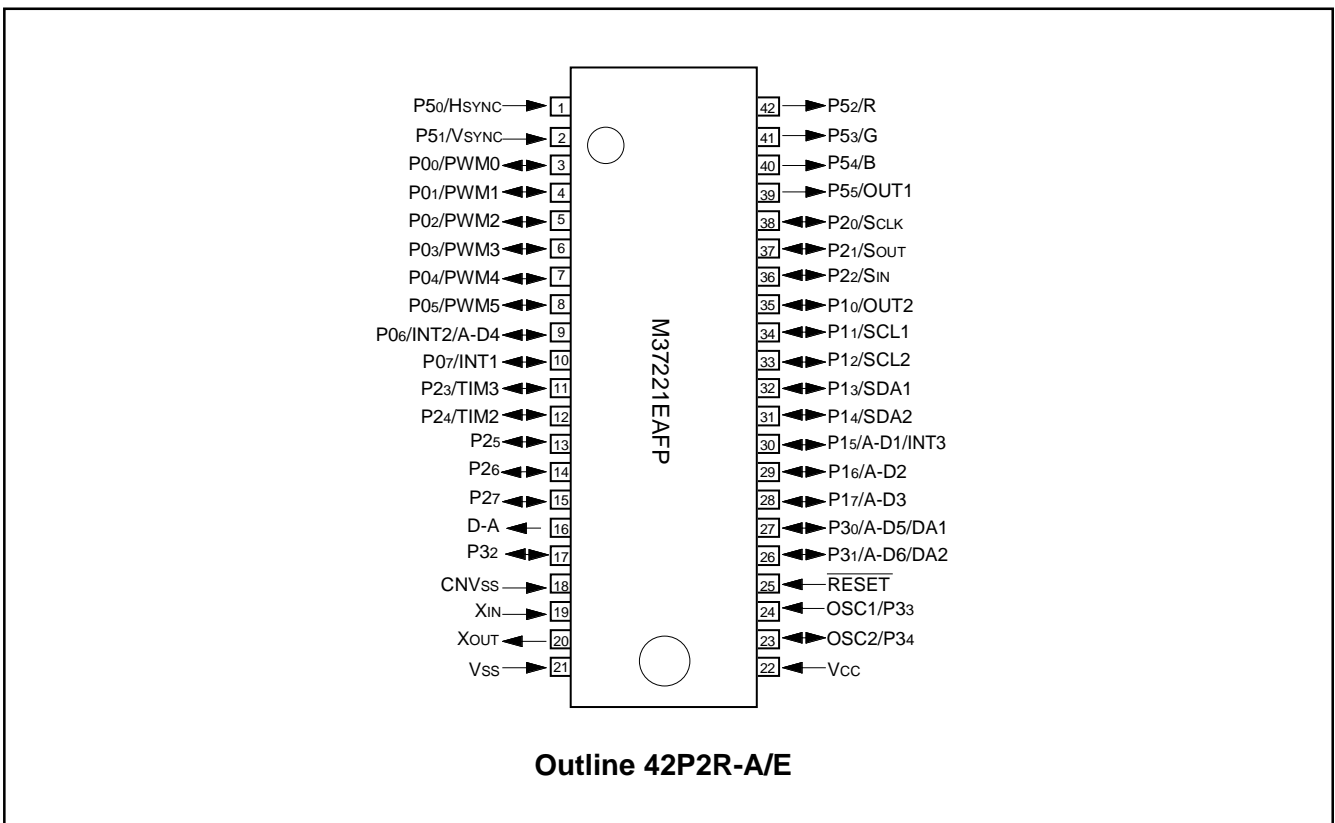 P50/HSYNC 1
P51/VSYNC 2
P00/PWM0 3
P01/PWM1 4
P02/PWM2 5
P03/PWM3 6
P04/PWM4 7
P05/PWM5 8
P06/INT2/A-D4 9
P07/INT1 10
P23/TIM3 11
P24/TIM2 12
P25 13
P26 14
P27 15
D-A 16
P32 17
CNVSS 18
XIN 19
XOUT 20
VSS 21
M37221EAFP
42 P52/R
41 P53/G
40 P54/B
39 P55/OUT1
38 P20/SCLK
37 P21/SOUT
36 P22/SIN
35 P10/OUT2
34 P11/SCL1
33 P12/SCL2
32 P13/SDA1
31 P14/SDA2
30 P15/A-D1/INT3
29 P16/A-D2
28 P17/A-D3
27 P30/A-D5/DA1
26 P31/A-D6/DA2
25 RESET
24 OSC1/P33
23 OSC2/P34
22 VCC
Outline 42P2R-A/E